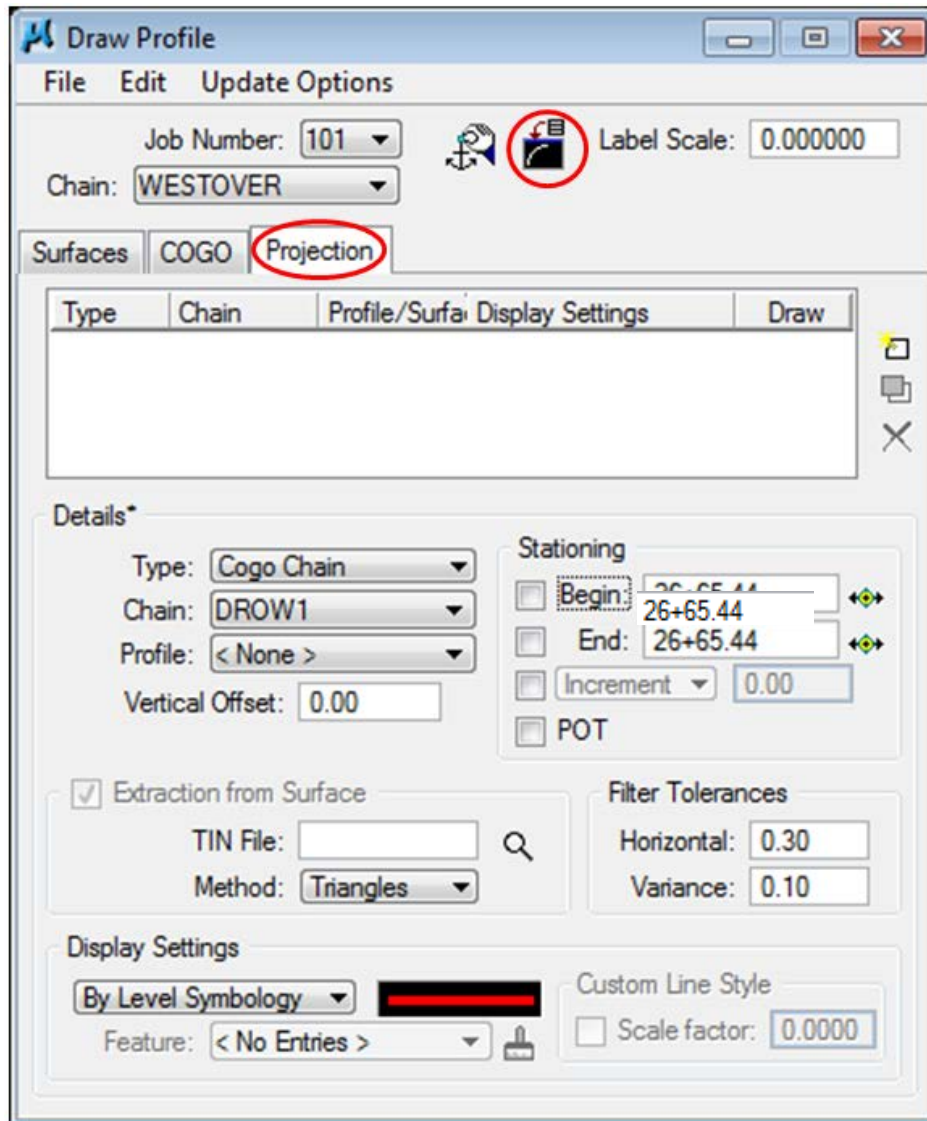 Draw Profile
File Edit Update Options
Job Number: 101 Label Scale: 0.000000
Chain: WESTOVER
Surfaces COGO Projection
Type Chain Profile/Surfa Display Settings Draw
Details*
Type: Cogo Chain
Chain: DROW1
Profile: < None >
Vertical Offset: 0.00
Stationing
Begin: 26+65.44
26+65.44
End: 26+65.44
Increment 0.00
POT
Extraction from Surface
TIN File:
Method: Triangles
Filter Tolerances
Horizontal: 0.30
Variance: 0.10
Display Settings
By Level Symbology
Feature: < No Entries >
Custom Line Style
Scale factor: 0.0000